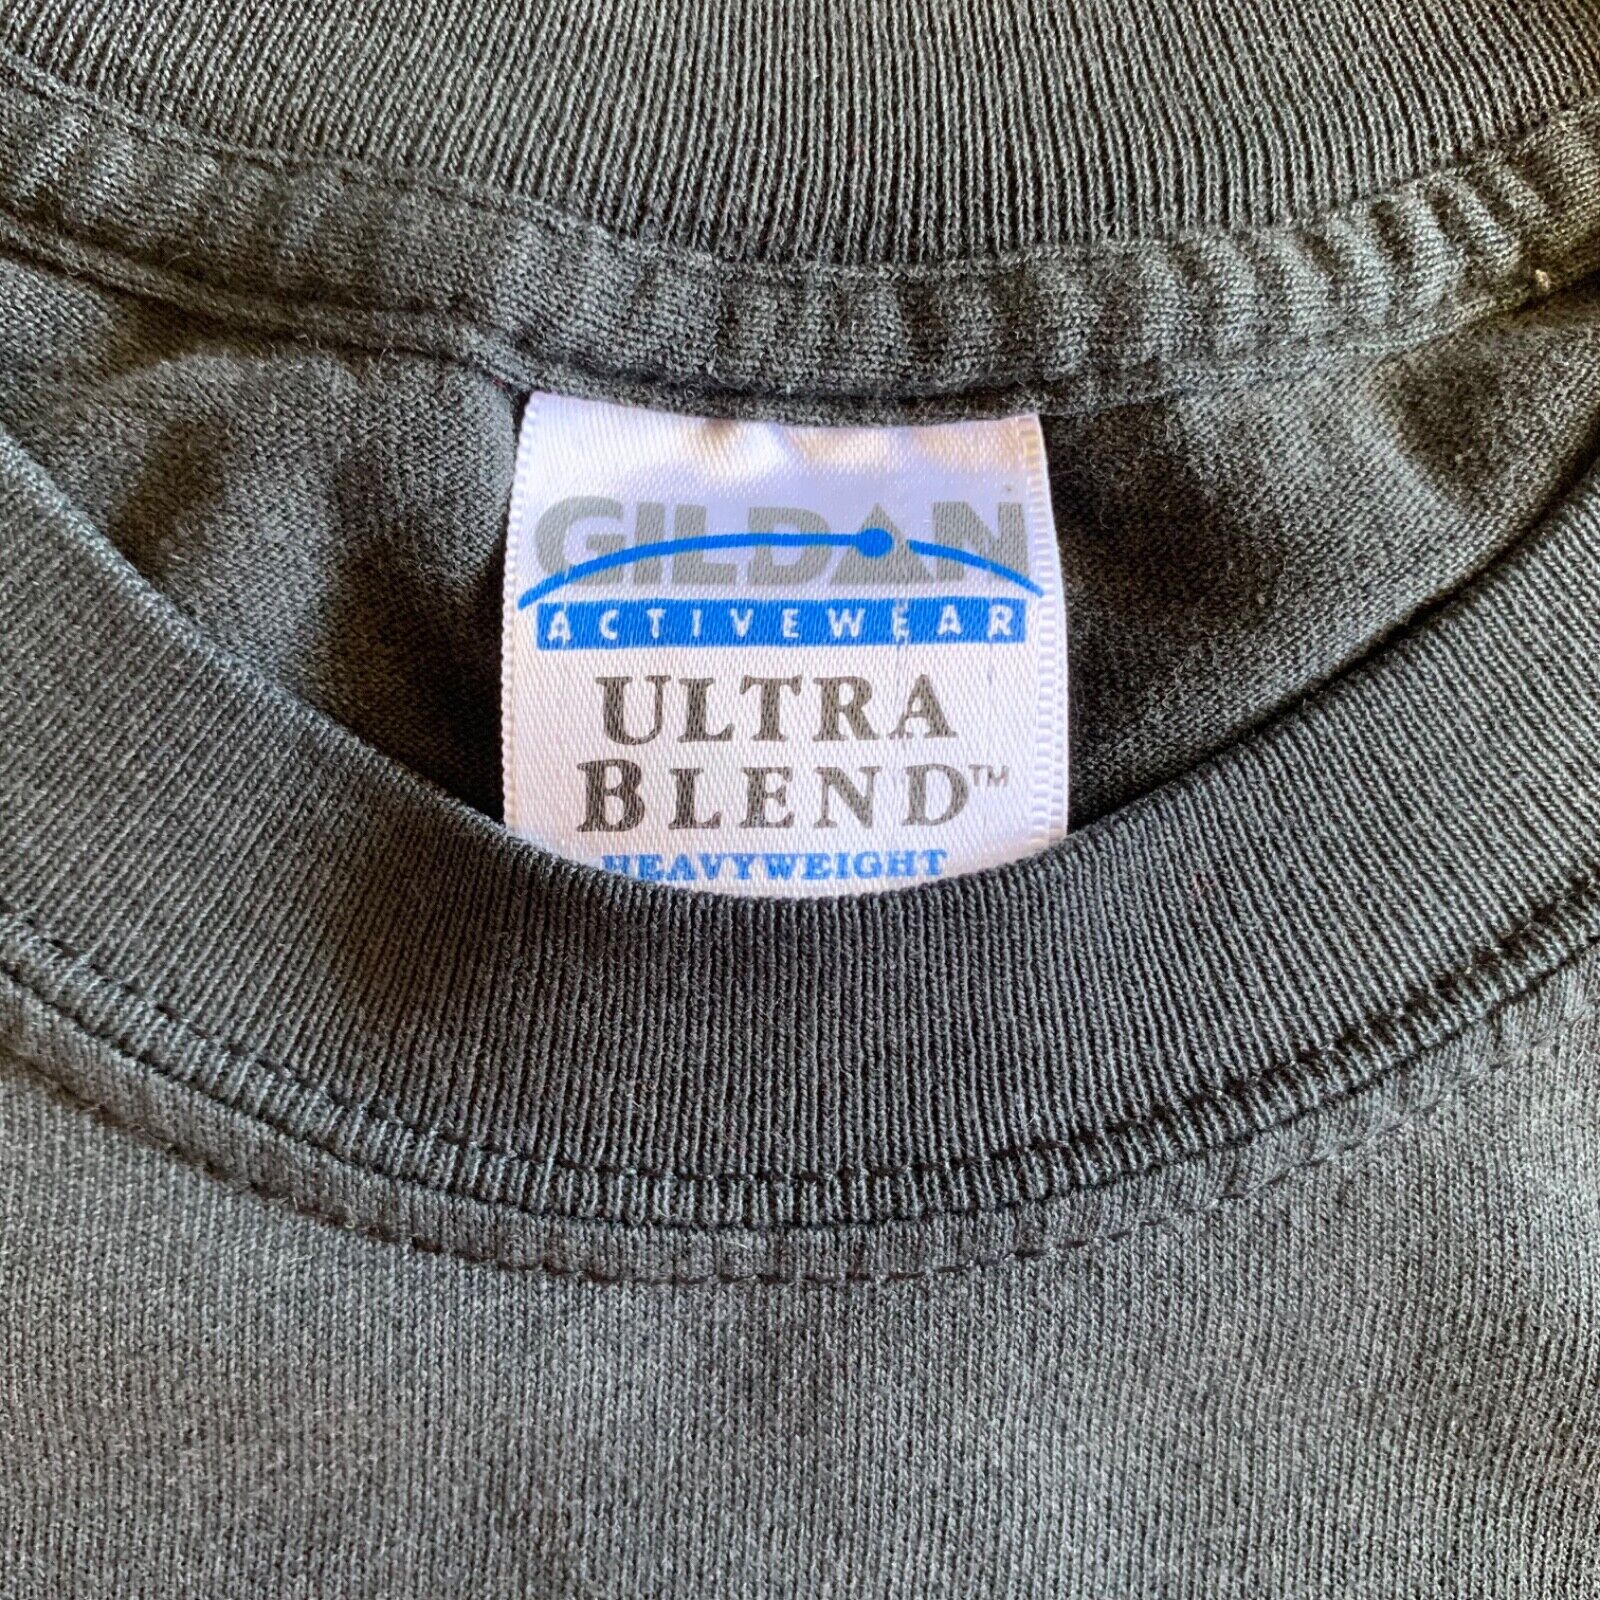 GILDAN
ACTIVEWEAR
ULTRA
BLEND™
HEAVYWEIGHT